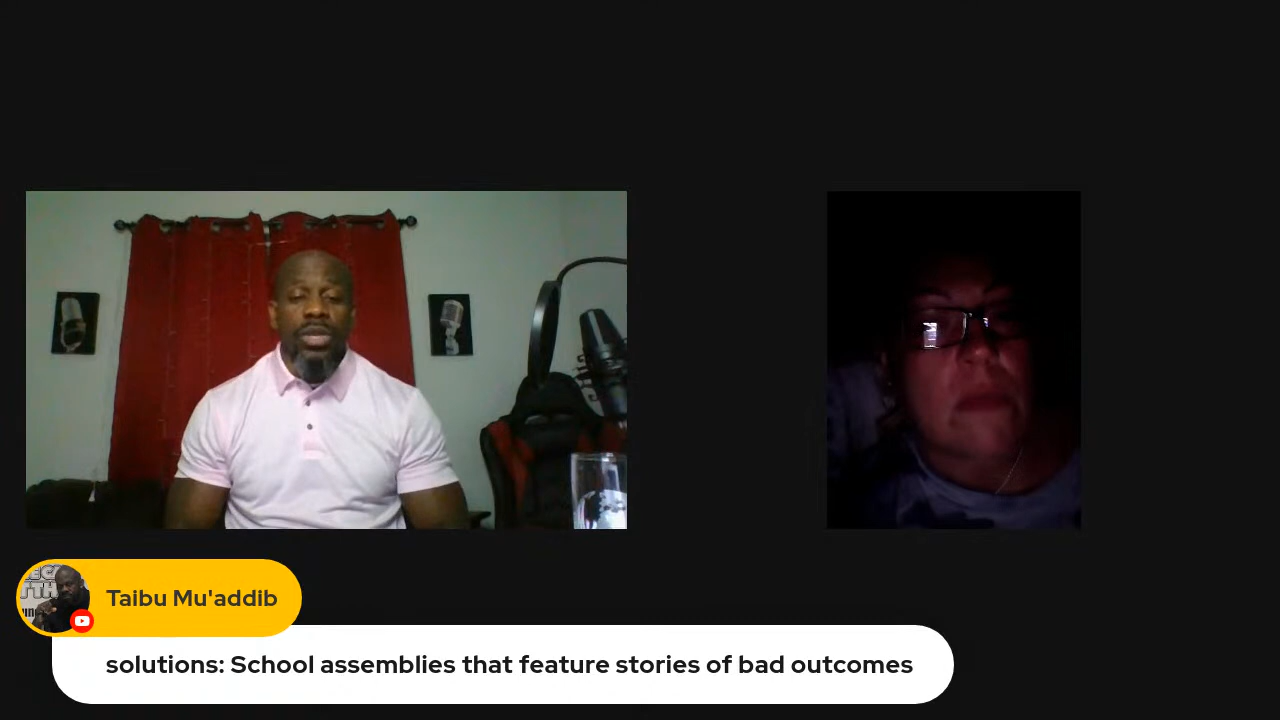 Taibu Mu'addib
solutions: School assemblies that feature stories of bad outcomes